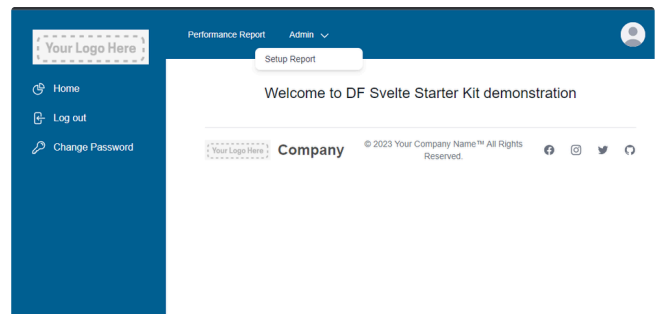 Your Logo Here
Performance Report
Admin
Setup Report
Home
Log out
Change Password
Welcome to DF Svelte Starter Kit demonstration
Your Logo Here
Company
© 2023 Your Company Name™ All Rights
Reserved.